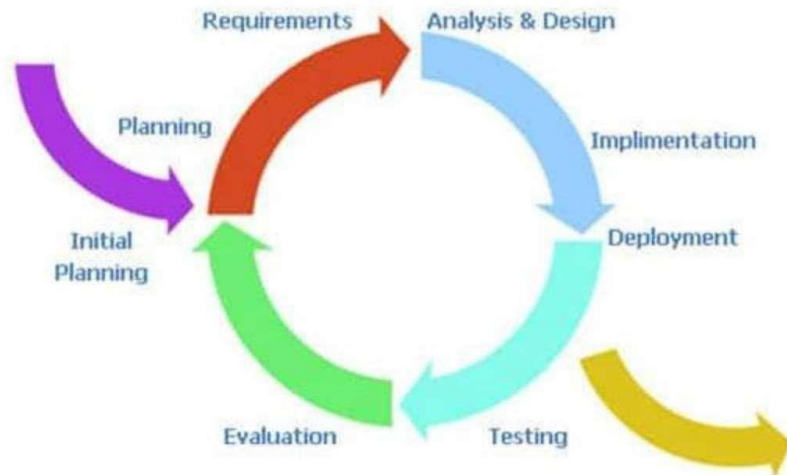 Requirements
Analysis & Design
Planning
Implimentation
Initial
Planning
Deployment
Evaluation
Testing